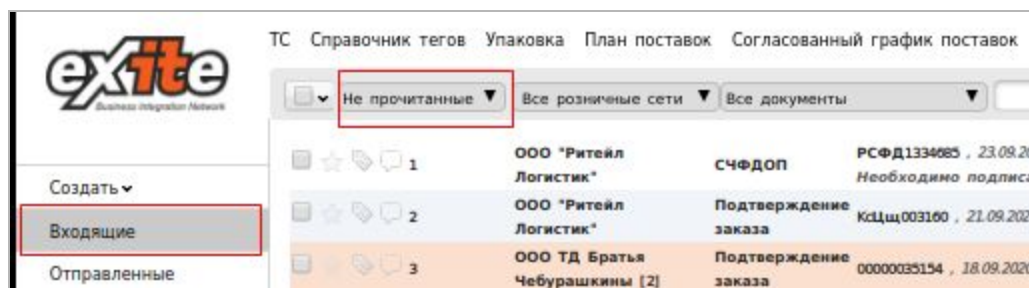 ТС Справочник тегов Упаковка План поставок Согласованный график поставок
exite
Business Integration Network
Не прочитанные ▼ Все розничные сети ▼ Все документы ▼
1 ООО "Ритейл Логистик" СЧФДОП РСФД1334685 , 23.09.20
Необходимо подписа
Создать
2 ООО "Ритейл Логистик" Подтверждение заказа КсЦщ003160 , 21.09.202
Входящие
3 ООО ТД Братья Чебурашкины [2] Подтверждение заказа 00000035154 , 18.09.2020
Отправленные